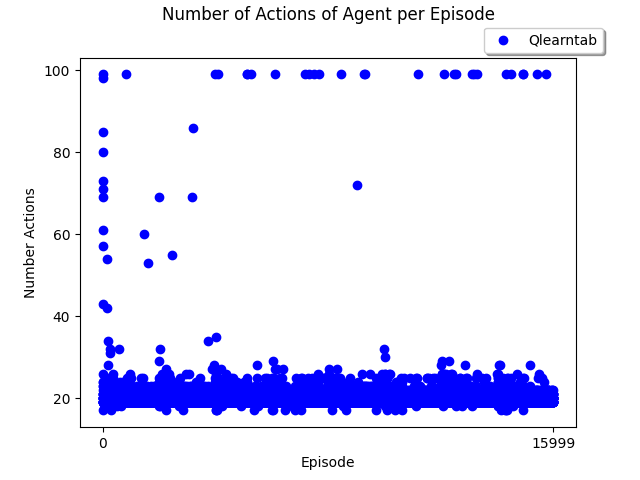 Number of Actions of Agent per Episode
Qlearntab
100
80
60
40
20
Number Actions
0 15999
Episode